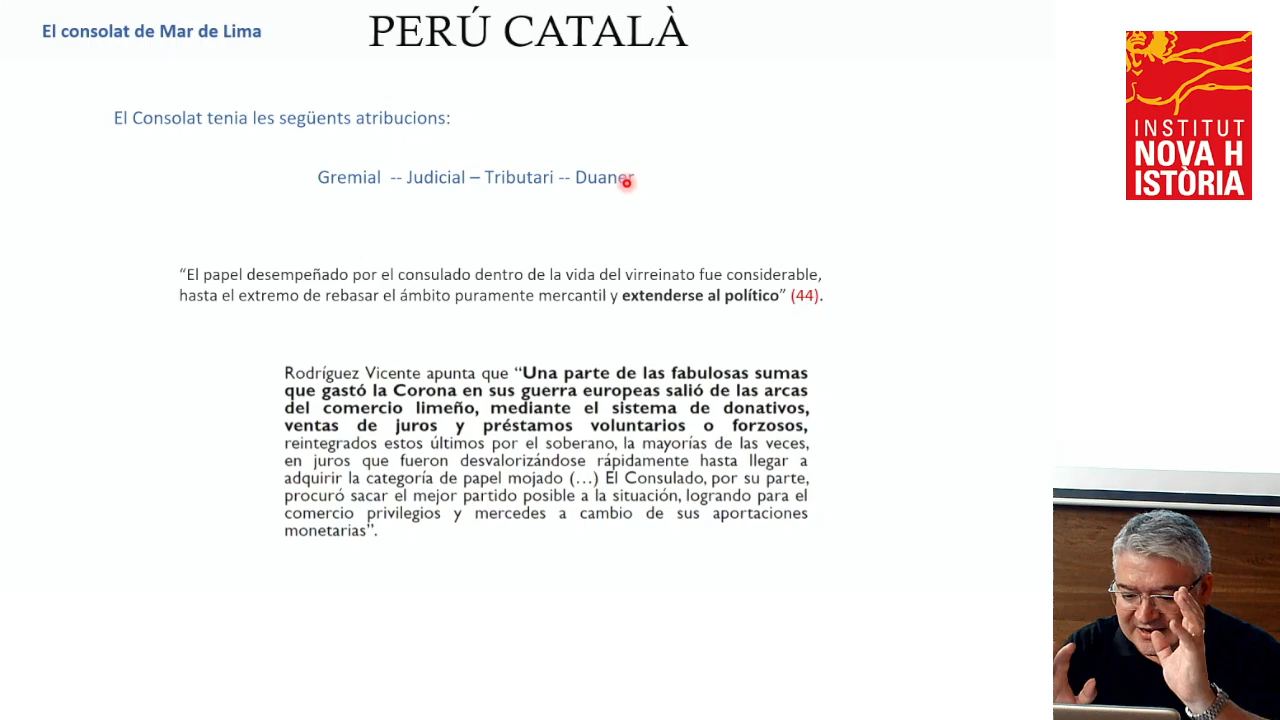 El consolat de Mar de Lima
PERÚ CATALÀ
INSTITUT
NOVA H
ISTÒRIA
El Consolat tenia les següents atribucions:
Gremial -- Judicial – Tributari -- Duaner
“El papel desempeñado por el consulado dentro de la vida del virreinato fue considerable,
hasta el extremo de rebasar el ámbito puramente mercantil y extenderse al político” (44).
Rodríguez Vicente apunta que “Una parte de las fabulosas sumas
que gastó la Corona en sus guerra europeas salió de las arcas
del comercio limeño, mediante el sistema de donativos,
ventas de juros y préstamos voluntarios o forzosos,
reintegrados estos últimos por el soberano, la mayorías de las veces,
en juros que fueron desvalorizándose rápidamente hasta llegar a
adquirir la categoría de papel mojado (…) El Consulado, por su parte,
procuró sacar el mejor partido posible a la situación, logrando para el
comercio privilegios y mercedes a cambio de sus aportaciones
monetarias”.